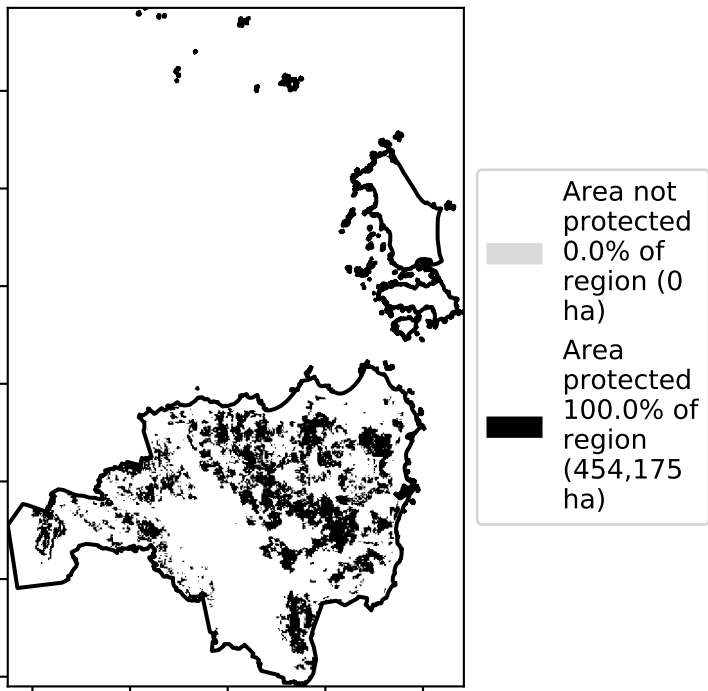 Area not
protected
0.0% of
region (0
ha)
Area
protected
100.0% of
region
(454,175
ha)